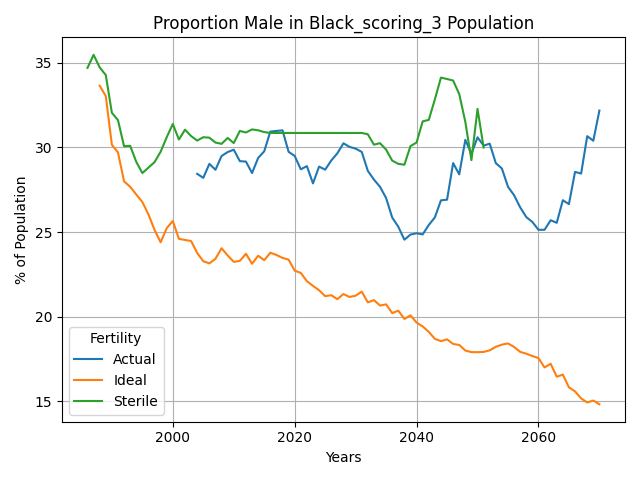 Proportion Male in Black_scoring_3 Population
% of Population
35
30
25
20
15
Fertility
Actual
Ideal
Sterile
2000 2020 2040 2060
Years